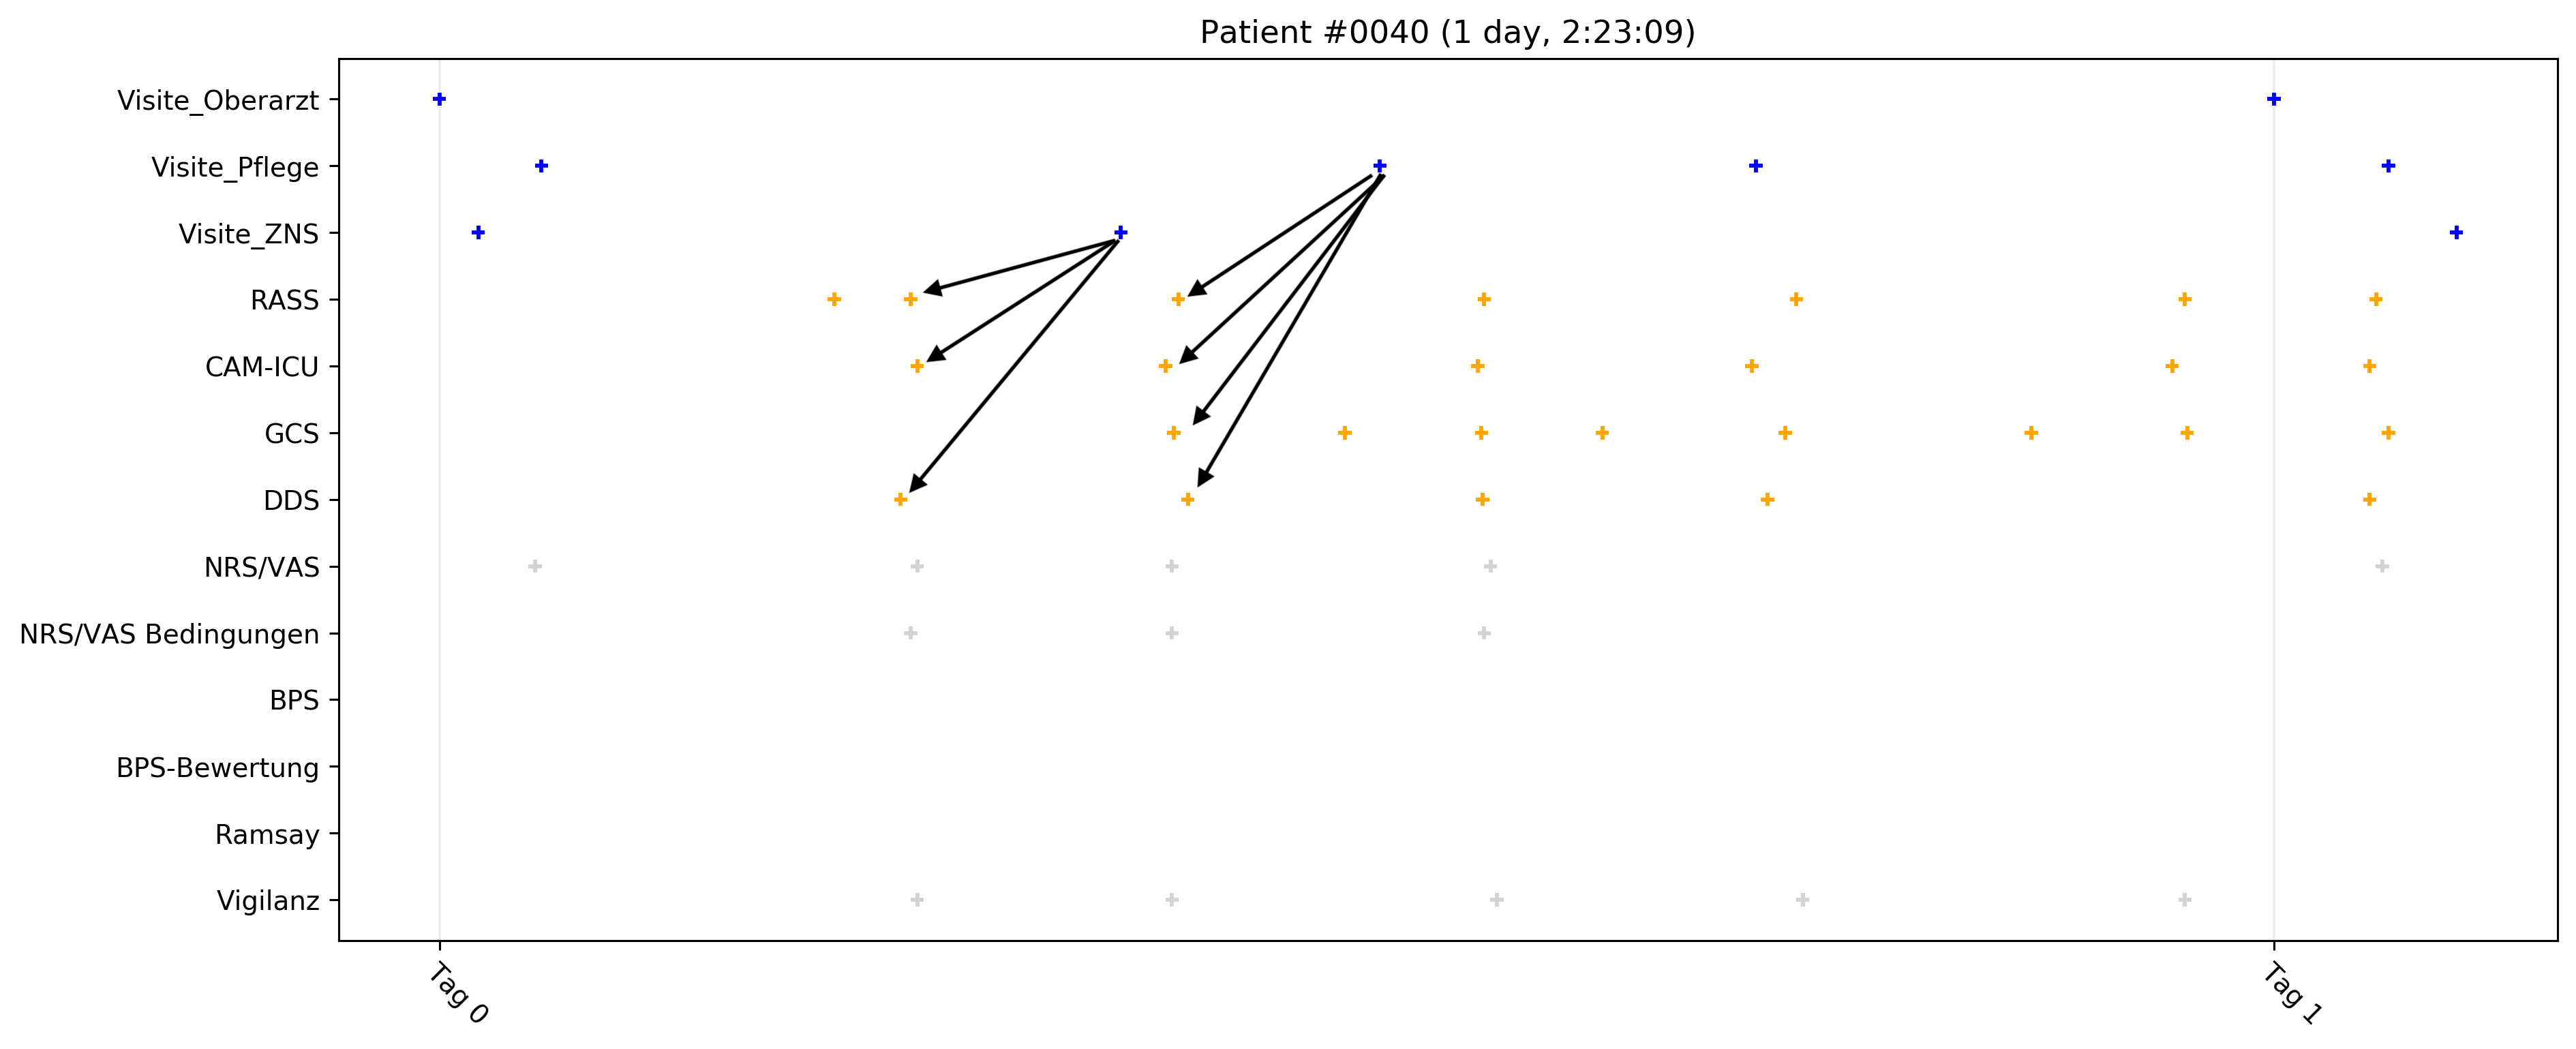 Patient #0040 (1 day, 2:23:09)
Visite_Oberarzt
Visite_Pflege
Visite_ZNS
RASS
CAM-ICU
GCS
DDS
NRS/VAS
NRS/VAS Bedingungen
BPS
BPS-Bewertung
Ramsay
Vigilanz
Tag 0
Tag 1